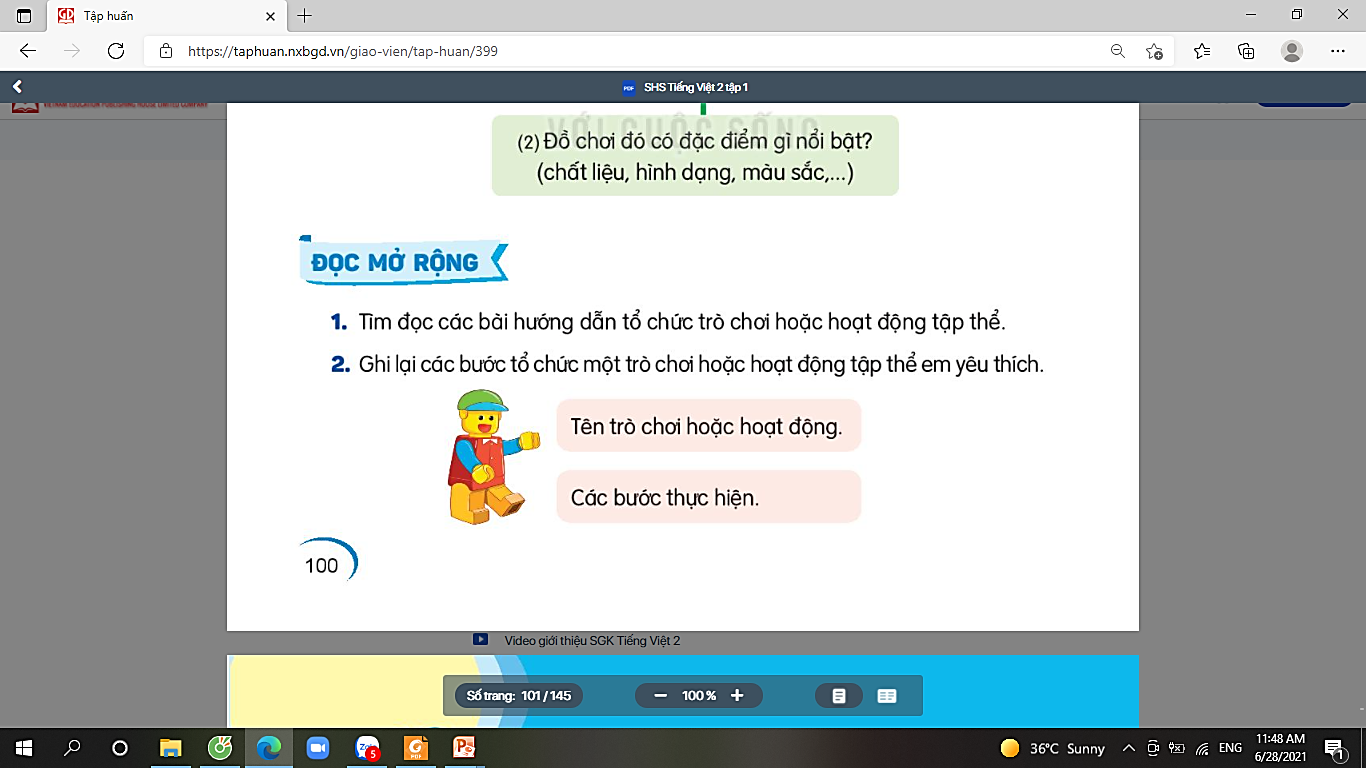 Tập huấn
https://taphuan.nxbgd.vn/giao-vien/tap-huan/399
PDF SHS Tiếng Việt 2 tập 1
VỚI CUỘC SỐNG
(2) Đồ chơi đó có đặc điểm gì nổi bật?
(chất liệu, hình dạng, màu sắc,...)
ĐỌC MỞ RỘNG
1. Tìm đọc các bài hướng dẫn tổ chức trò chơi hoặc hoạt động tập thể.
2. Ghi lại các bước tổ chức một trò chơi hoặc hoạt động tập thể em yêu thích.
Tên trò chơi hoặc hoạt động.
Các bước thực hiện.
100
Video giới thiệu SGK Tiếng Việt 2
Số trang: 101 / 145
100 %
36°C Sunny
ENG
11:48 AM
6/28/2021